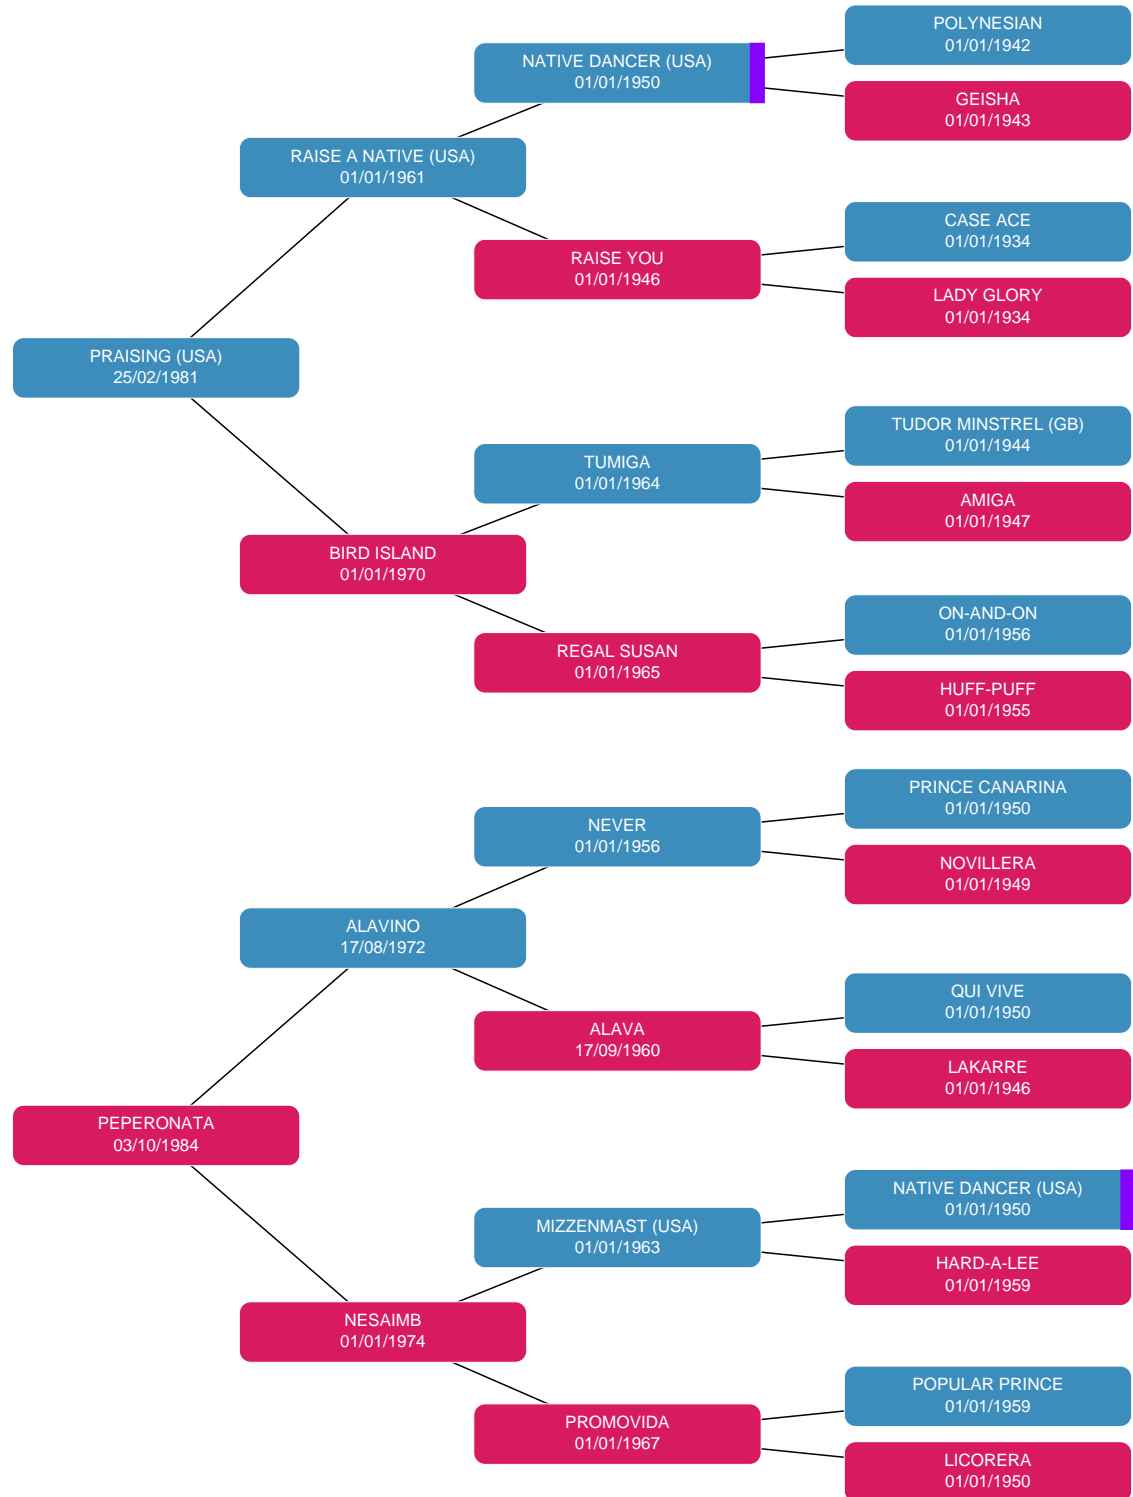 POLYNESIAN
01/01/1942
NATIVE DANCER (USA)
01/01/1950
GEISHA
01/01/1943
RAISE A NATIVE (USA)
01/01/1961
CASE ACE
01/01/1934
RAISE YOU
01/01/1946
LADY GLORY
01/01/1934
PRAISING (USA)
25/02/1981
TUDOR MINSTREL (GB)
01/01/1944
TUMIGA
01/01/1964
AMIGA
01/01/1947
BIRD ISLAND
01/01/1970
ON-AND-ON
01/01/1956
REGAL SUSAN
01/01/1965
HUFF-PUFF
01/01/1955
PRINCE CANARINA
01/01/1950
NEVER
01/01/1956
NOVILLERA
01/01/1949
ALAVINO
17/08/1972
QUI VIVE
01/01/1950
ALAVA
17/09/1960
LAKARRE
01/01/1946
PEPERONATA
03/10/1984
NATIVE DANCER (USA)
01/01/1950
MIZZENMAST (USA)
01/01/1963
HARD-A-LEE
01/01/1959
NESAIMB
01/01/1974
POPULAR PRINCE
01/01/1959
PROMOVIDA
01/01/1967
LICORERA
01/01/1950